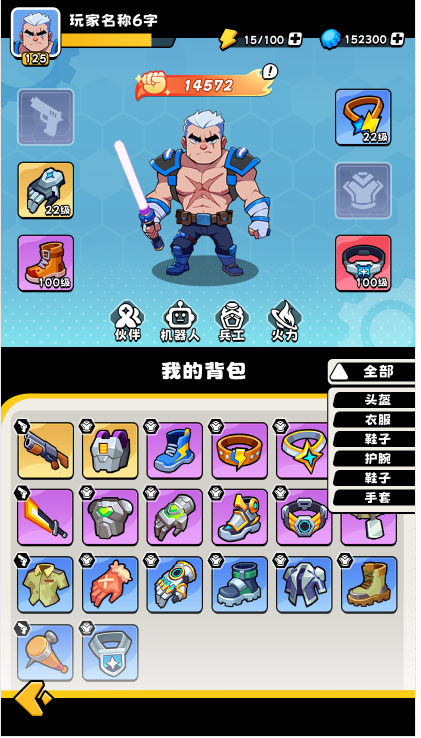 玩家名称6字
125
15/100
152300
14572
!
22级
22级
100级
100级
伙伴
机器人
兵工
火力
我的背包
全部
头盔
衣服
鞋子
护腕
鞋子
手套